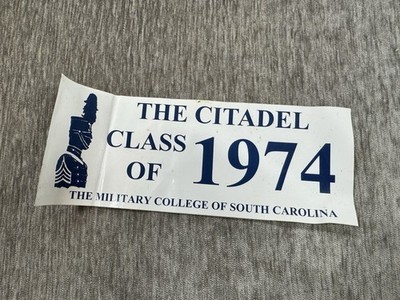 THE CITADEL
CLASS
OF 1974
THE MILITARY COLLEGE OF SOUTH CAROLINA